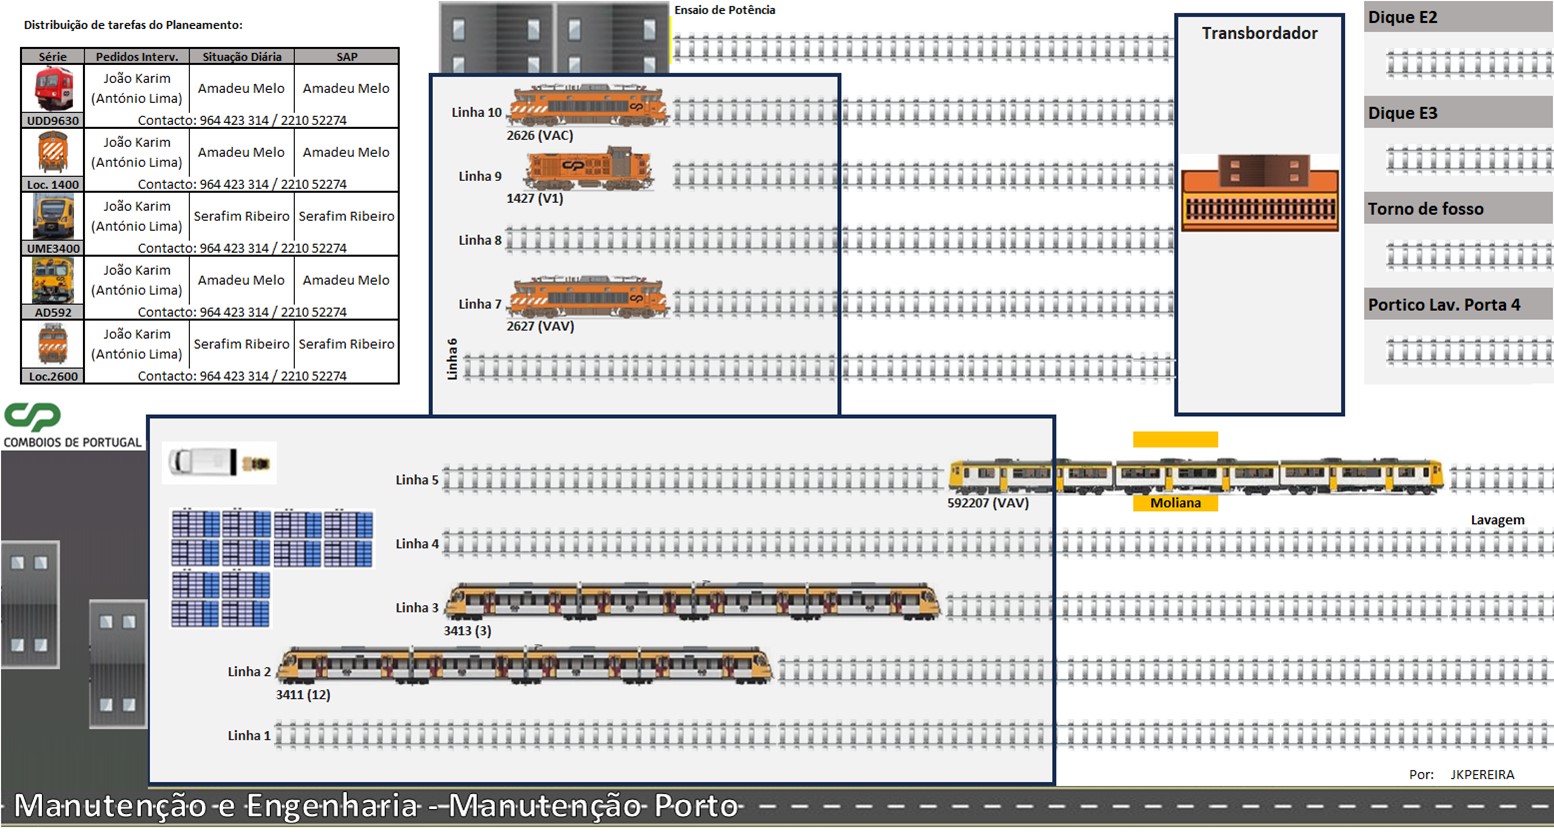 Distribuição de tarefas do Planeamento:
Série Pedidos Interv. Situação Diária SAP
João Karim
(António Lima) Amadeu Melo Amadeu Melo
UDD9630 Contacto: 964 423 314 / 2210 52274
João Karim
(António Lima) Amadeu Melo Amadeu Melo
Loc. 1400 Contacto: 964 423 314 / 2210 52274
João Karim
(António Lima) Serafim Ribeiro Serafim Ribeiro
UME3400 Contacto: 964 423 314 / 2210 52274
João Karim
(António Lima) Amadeu Melo Amadeu Melo
AD592 Contacto: 964 423 314 / 2210 52274
João Karim
(António Lima) Serafim Ribeiro Serafim Ribeiro
Loc.2600 Contacto: 964 423 314 / 2210 52274
CP
COMBOIOS DE PORTUGAL
Ensaio de Potência
Linha 10
2626 (VAC)
Linha 9
1427 (V1)
Linha 8
Linha 7
2627 (VAV)
Linha 6
Transbordador
Dique E2
Dique E3
Torno de fosso
Portico Lav. Porta 4
Linha 5
592207 (VAV)
Moliana
Lavagem
Linha 4
Linha 3
3413 (3)
Linha 2
3411 (12)
Linha 1
Por: JKPEREIRA
Manutenção e Engenharia - Manutenção Porto